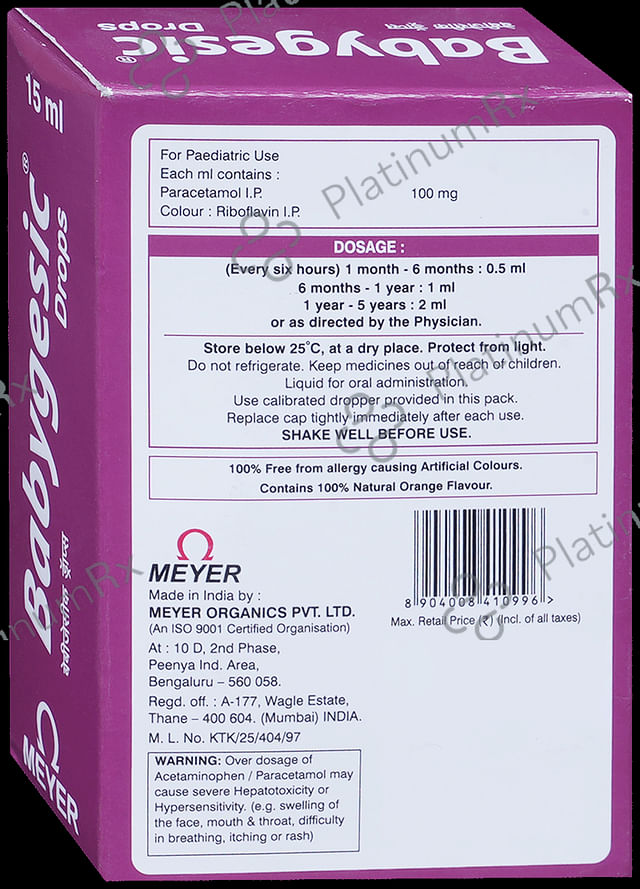 Babygesic®
Drops
बेबीजेसीक ड्रॉप्स
15 ml
Babygesic®
Drops
बेबीजेसीक ड्रॉप्स
MEYER
For Paediatric Use
Each ml contains :
Paracetamol I.P. 100 mg
Colour : Riboflavin I.P.
DOSAGE :
(Every six hours) 1 month - 6 months : 0.5 ml
6 months - 1 year : 1 ml
1 year - 5 years : 2 ml
or as directed by the Physician.
Store below 25°C, at a dry place. Protect from light.
Do not refrigerate. Keep medicines out of reach of children.
Liquid for oral administration.
Use calibrated dropper provided in this pack.
Replace cap tightly immediately after each use.
SHAKE WELL BEFORE USE.
100% Free from allergy causing Artificial Colours.
Contains 100% Natural Orange Flavour.
MEYER
Made in India by :
MEYER ORGANICS PVT. LTD.
(An ISO 9001 Certified Organisation)
At : 10 D, 2nd Phase,
Peenya Ind. Area,
Bengaluru – 560 058.
Regd. off. : A-177, Wagle Estate,
Thane – 400 604. (Mumbai) INDIA.
M. L. No. KTK/25/404/97
8 904008 410996 >
Max. Retail Price (₹) (Incl. of all taxes)
WARNING: Over dosage of
Acetaminophen / Paracetamol may
cause severe Hepatotoxicity or
Hypersensitivity. (e.g. swelling of
the face, mouth & throat, difficulty
in breathing, itching or rash)
PlatinumRx
PlatinumRx
PlatinumRx
PlatinumRx